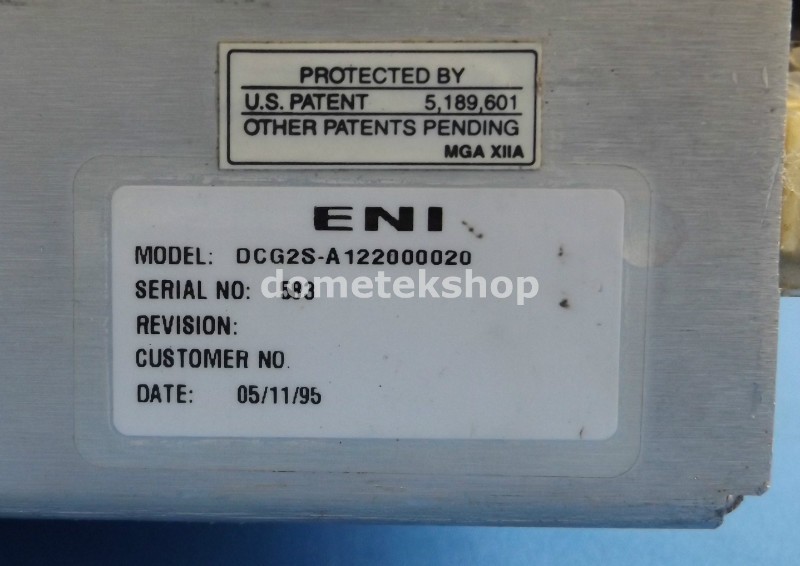 PROTECTED BY
U.S. PATENT 5,189,601
OTHER PATENTS PENDING
MGA XIIA
ENI
MODEL: DCG2S-A122000020
dometekshop
SERIAL NO: 593
REVISION:
CUSTOMER NO.
DATE: 05/11/95